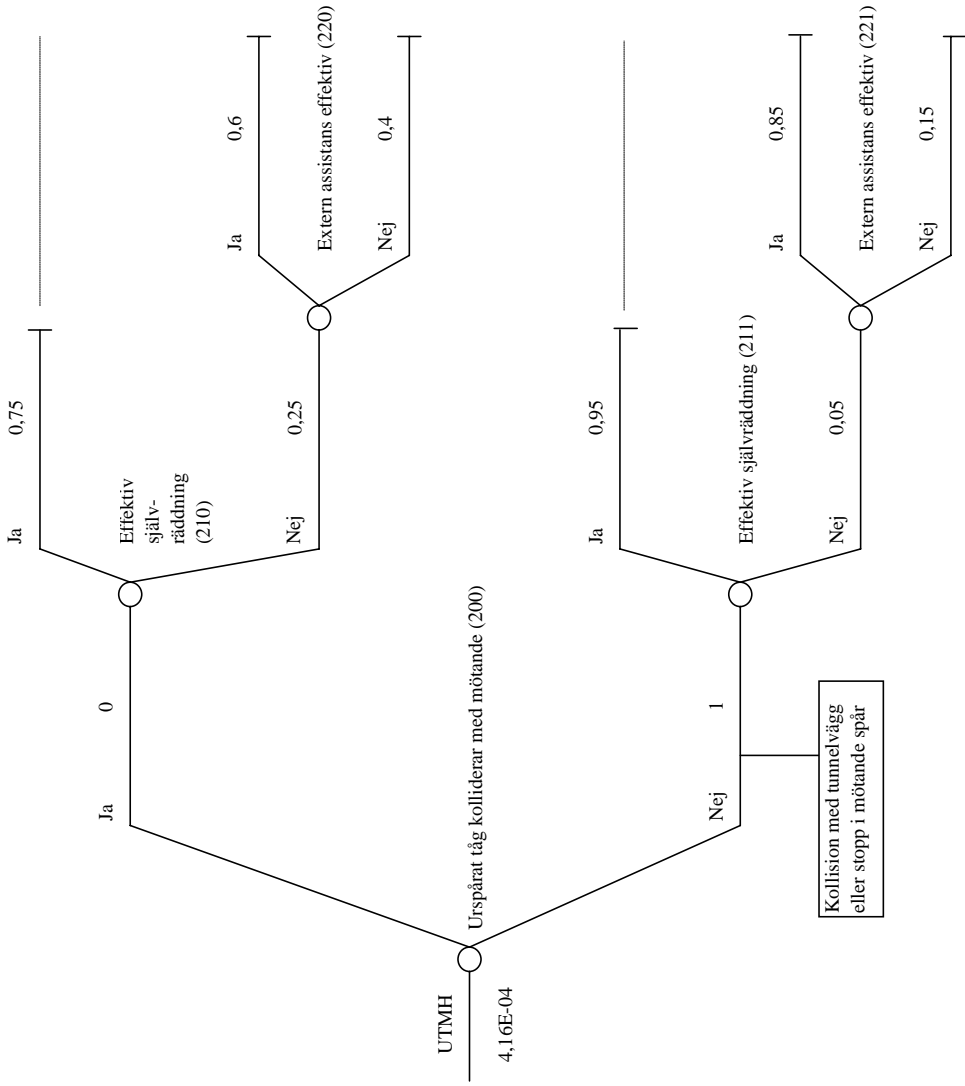 UTMH
4,16E-04
Urspårat tåg kolliderar med mötande (200)
Ja
0
Nej
1
Kollision med tunnelvägg
eller stopp i mötande spår
Effektiv
själv-
räddning
(210)
Ja
0,75
Nej
0,25
Extern assistans effektiv (220)
Ja
0,6
Nej
0,4
Effektiv självräddning (211)
Ja
0,95
Nej
0,05
Extern assistans effektiv (221)
Ja
0,85
Nej
0,15